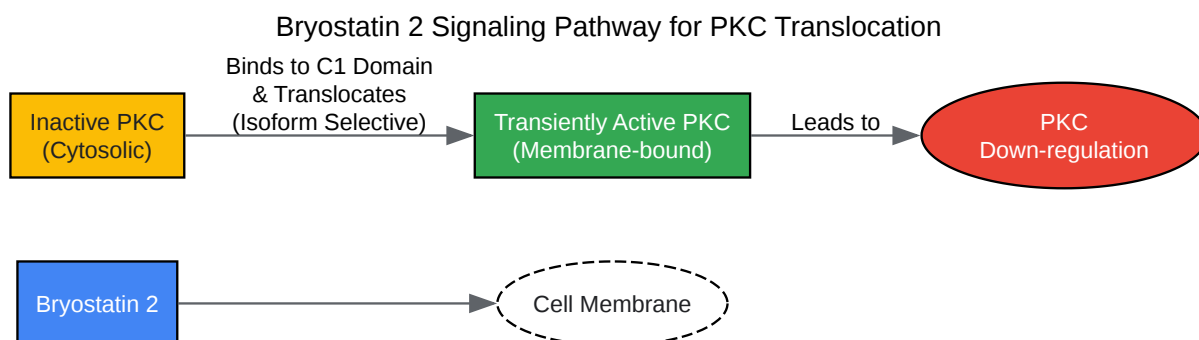 Bryostatin 2 Signaling Pathway for PKC Translocation
Binds to C1 Domain
& Translocates
(Isoform Selective)
Inactive PKC
(Cytosolic)
Transiently Active PKC
(Membrane-bound)
Leads to
PKC
Down-regulation
Bryostatin 2
Cell Membrane